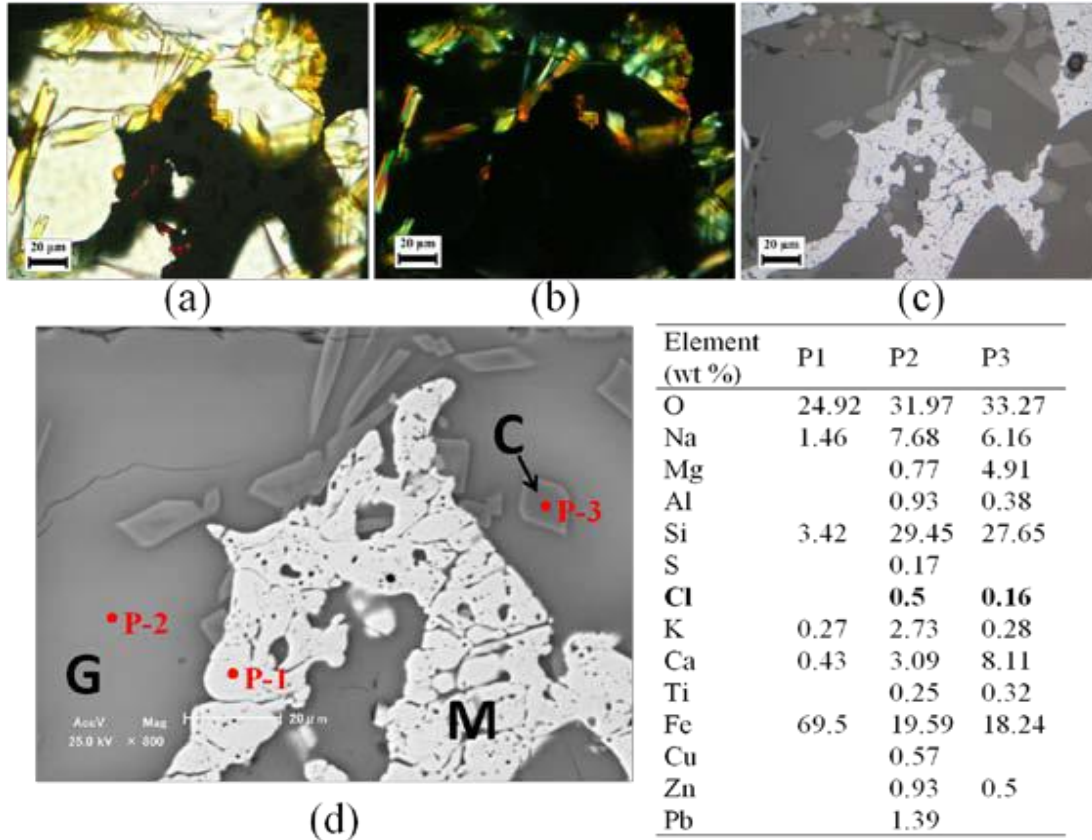 20 µm
20 µm
20 µm
(a)
(b)
(c)
C
P-3
P-2
P-1
G
M
AccV Mag
20µm
25.0 kV × 800
(d)
Element (wt %) P1 P2 P3
O 24.92 31.97 33.27
Na 1.46 7.68 6.16
Mg 0.77 4.91
Al 0.93 0.38
Si 3.42 29.45 27.65
S 0.17
Cl 0.5 0.16
K 0.27 2.73 0.28
Ca 0.43 3.09 8.11
Ti 0.25 0.32
Fe 69.5 19.59 18.24
Cu 0.57
Zn 0.93 0.5
Pb 1.39